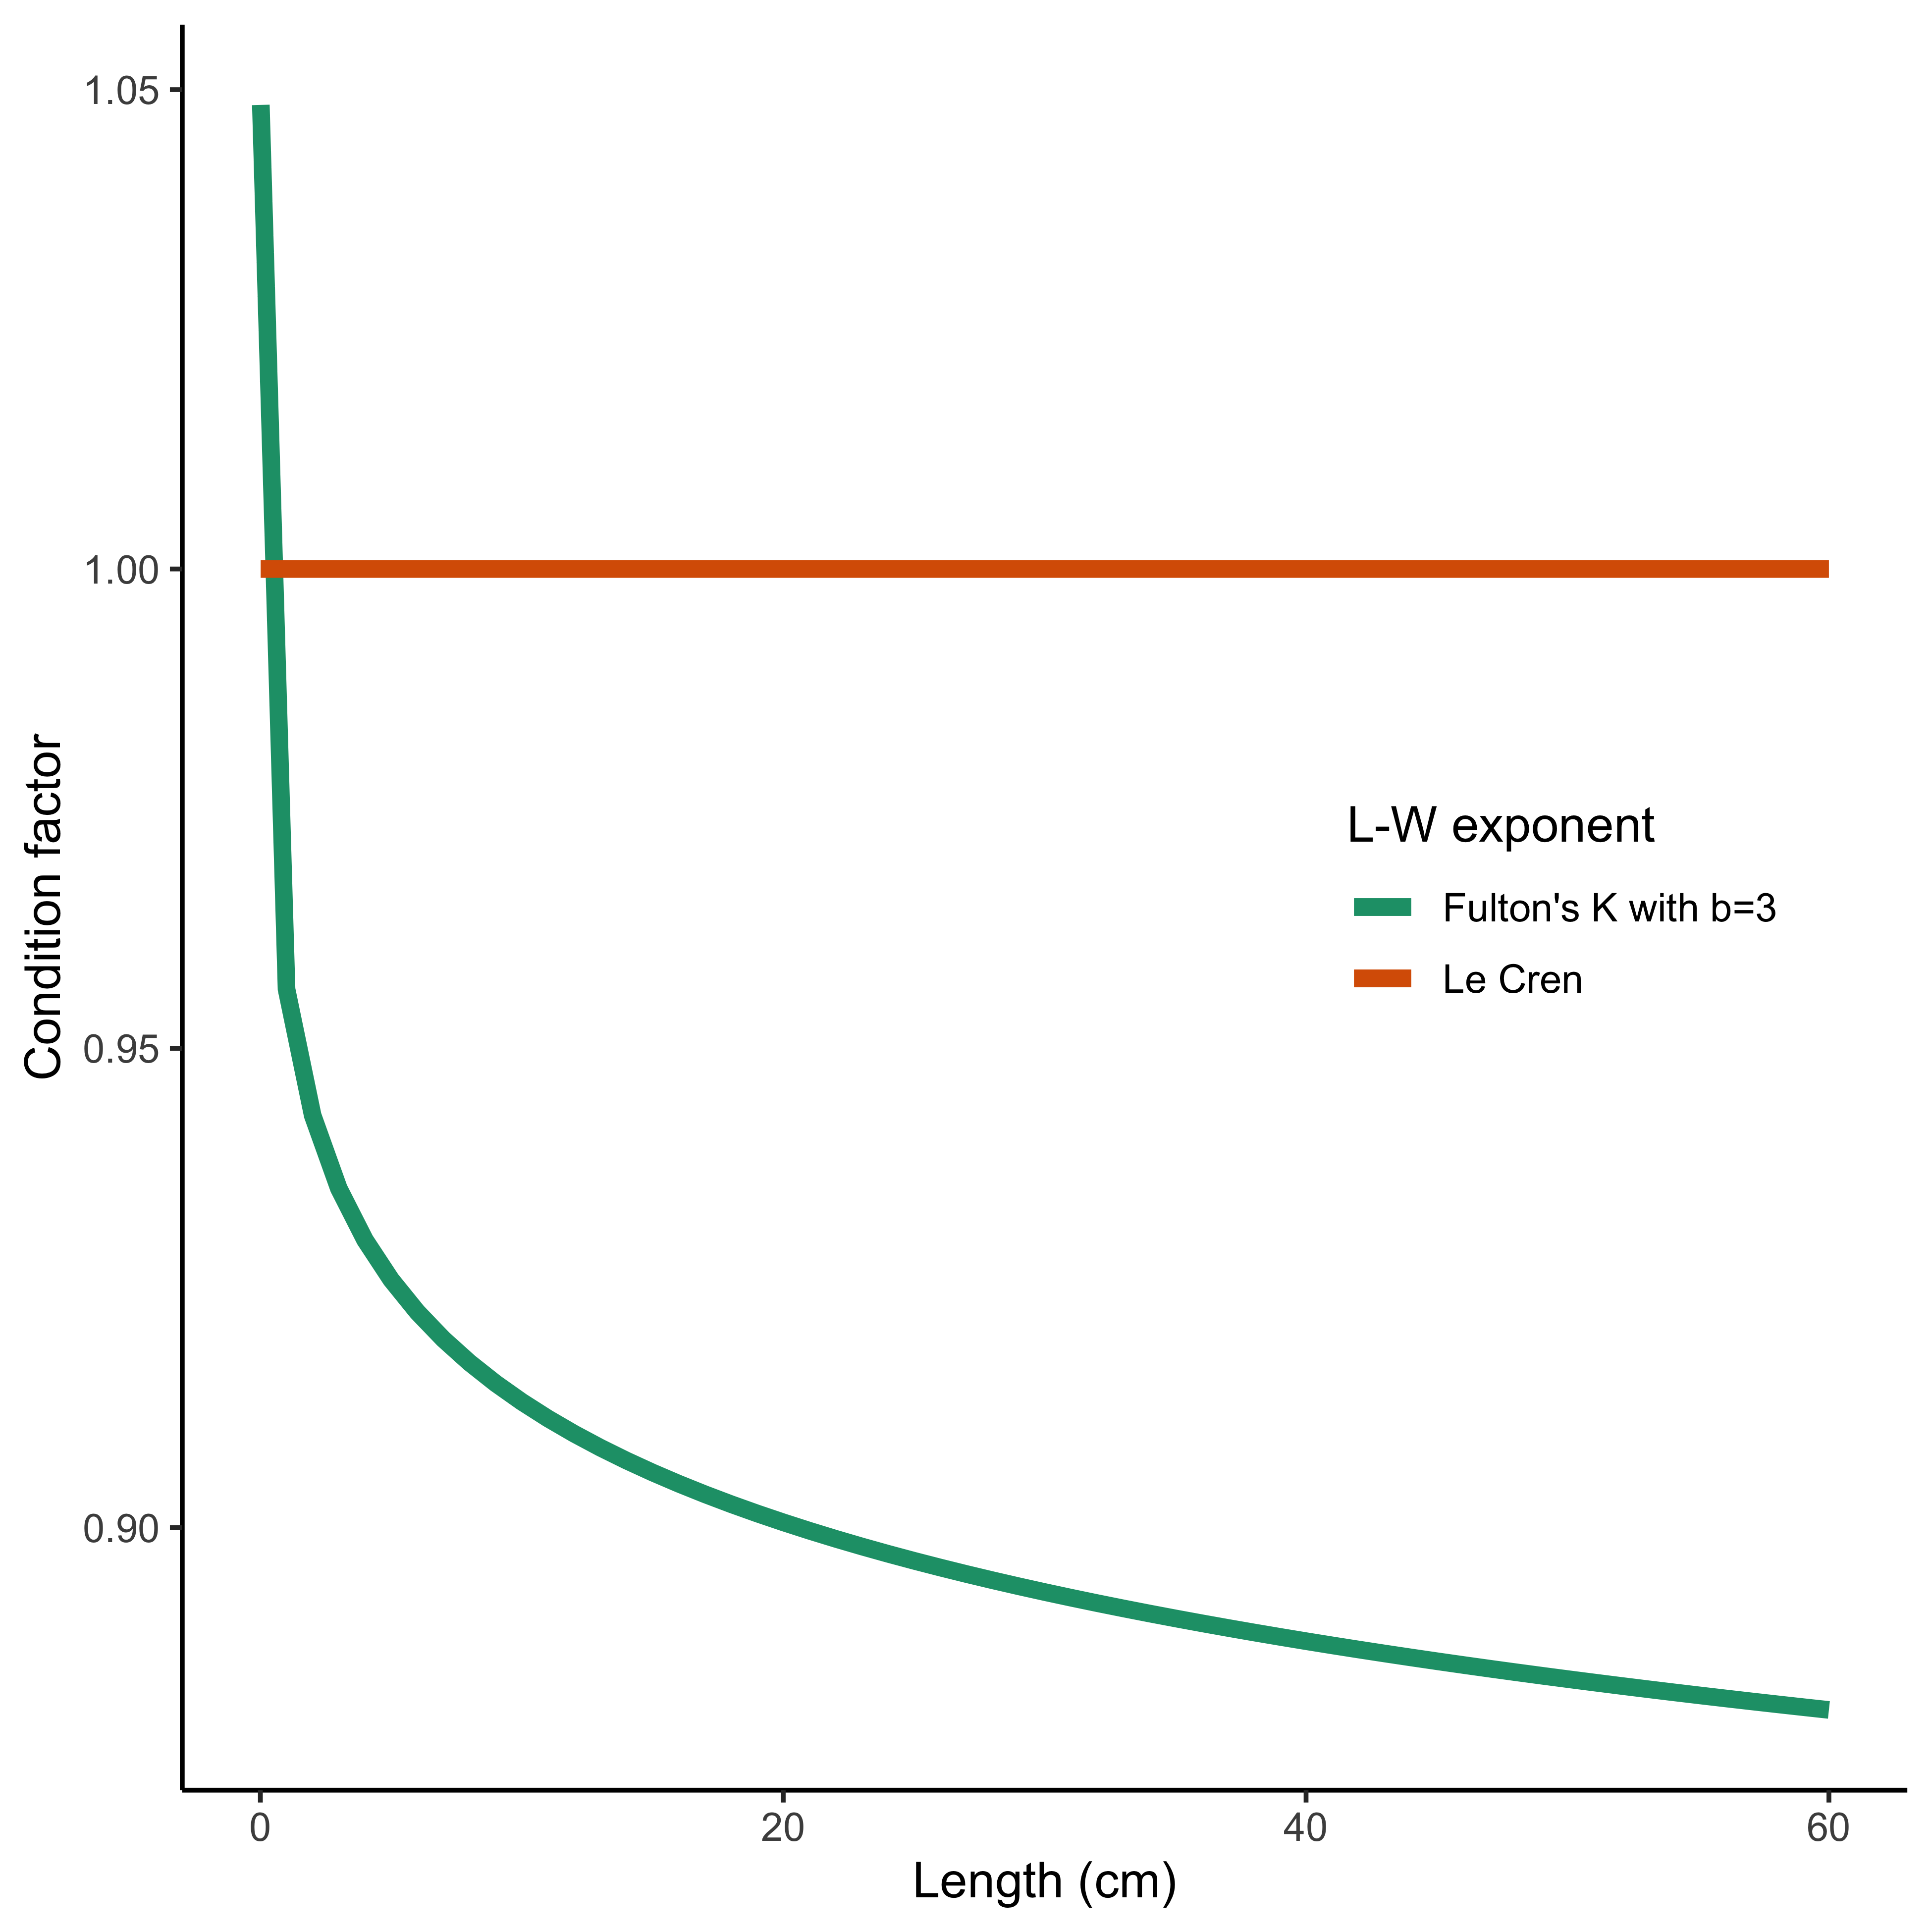 1.05
1.00
0.95
0.90
Condition factor
L-W exponent
Fulton's K with b=3
Le Cren
0
20
40
60
Length (cm)